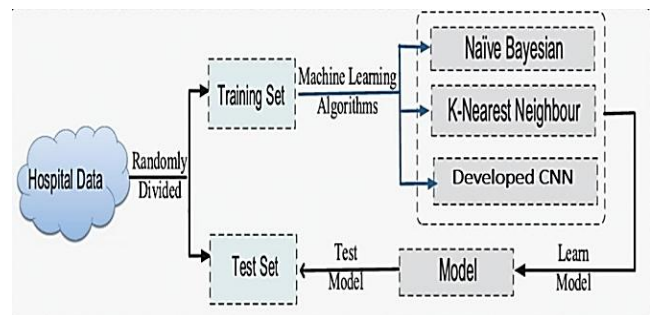 Hospital Data
Randomly
Divided
Training Set
Machine Learning
Algorithms
Naïve Bayesian
K-Nearest Neighbour
Developed CNN
Learn
Model
Model
Test
Model
Test Set